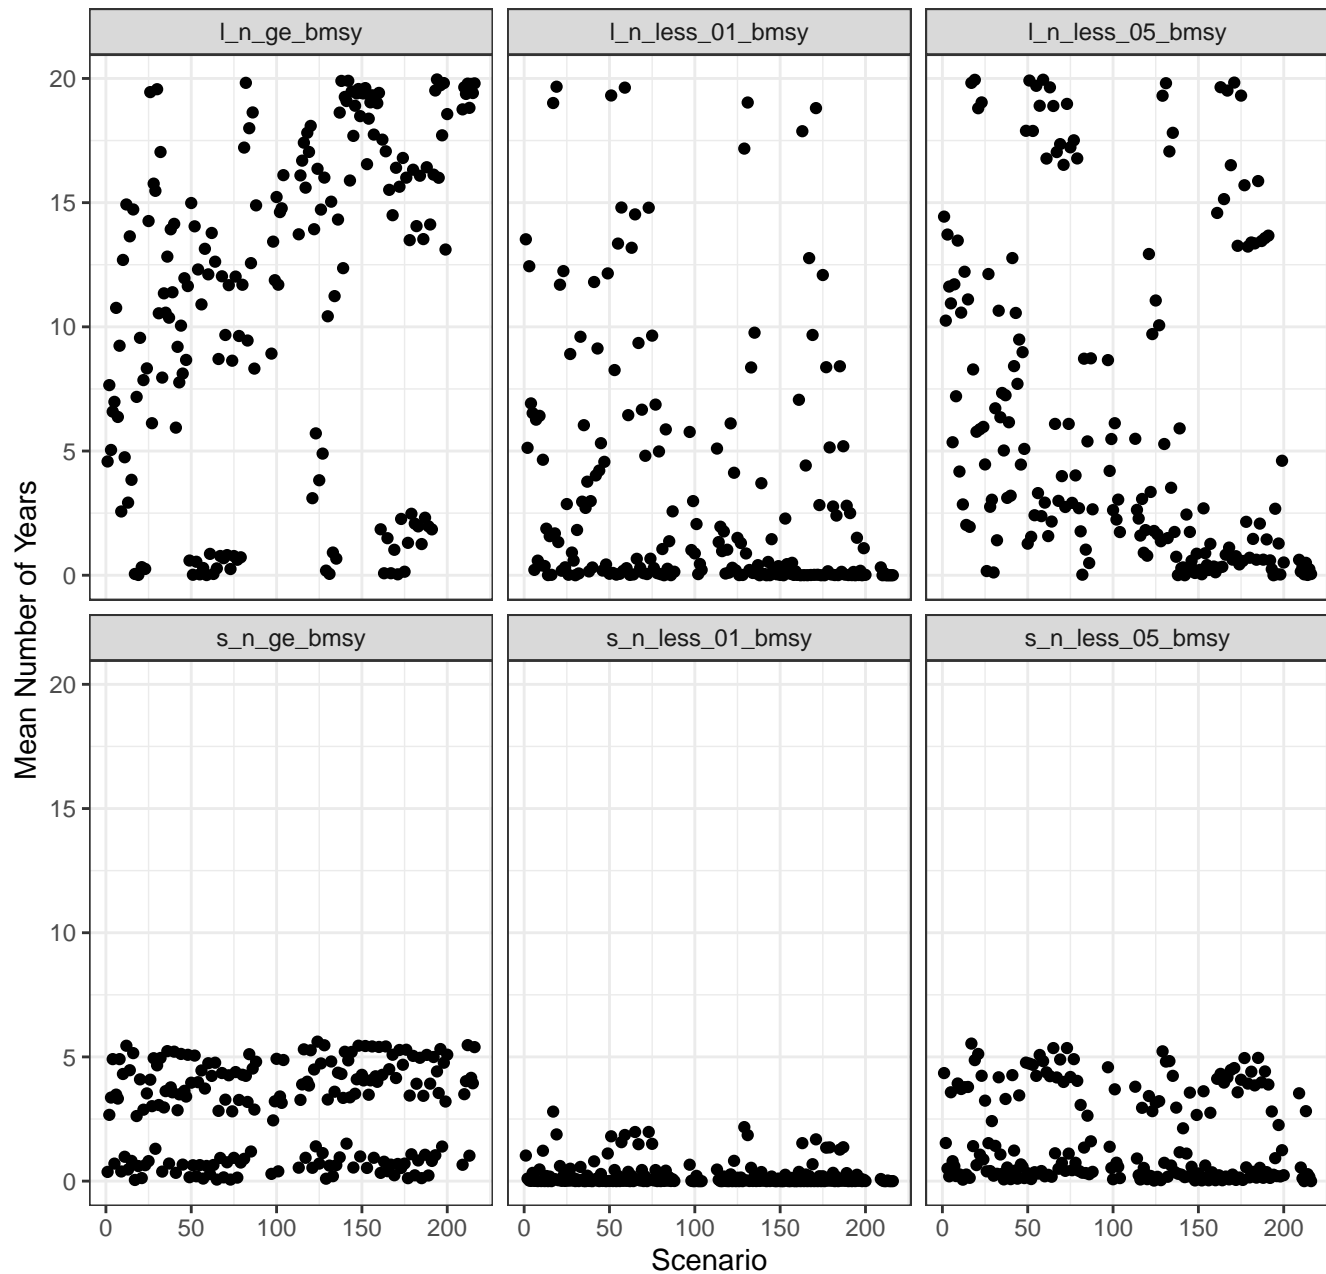 l_n_ge_bmsy l_n_less_01_bmsy l_n_less_05_bmsy
20
15
10
5
0
s_n_ge_bmsy s_n_less_01_bmsy s_n_less_05_bmsy
20
15
10
5
0
0 50 100 150 200 0 50 100 150 200 0 50 100 150 200
Scenario
Mean Number of Years